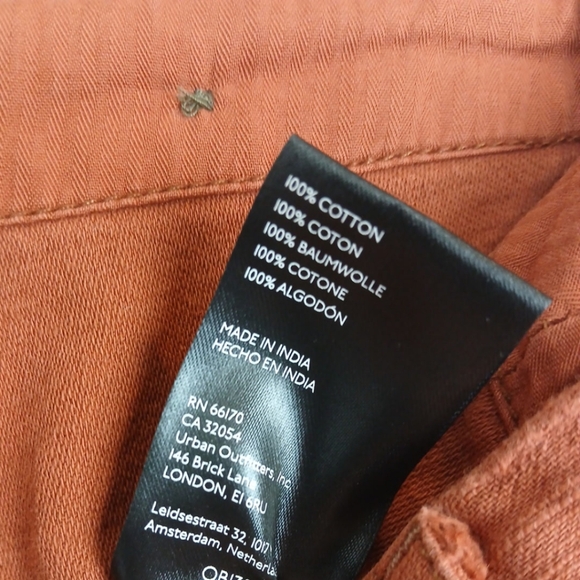 100% COTTON
100% COTON
100% BAUMWOLLE
100% COTONE
100% ALGODÓN
MADE IN INDIA
HECHO EN INDIA
RN 66170
CA 32054
Urban Outfitters, Inc
146 Brick Lane
LONDON, E1 6RU
Leidsestraat 32, 1017
Amsterdam, Netherla